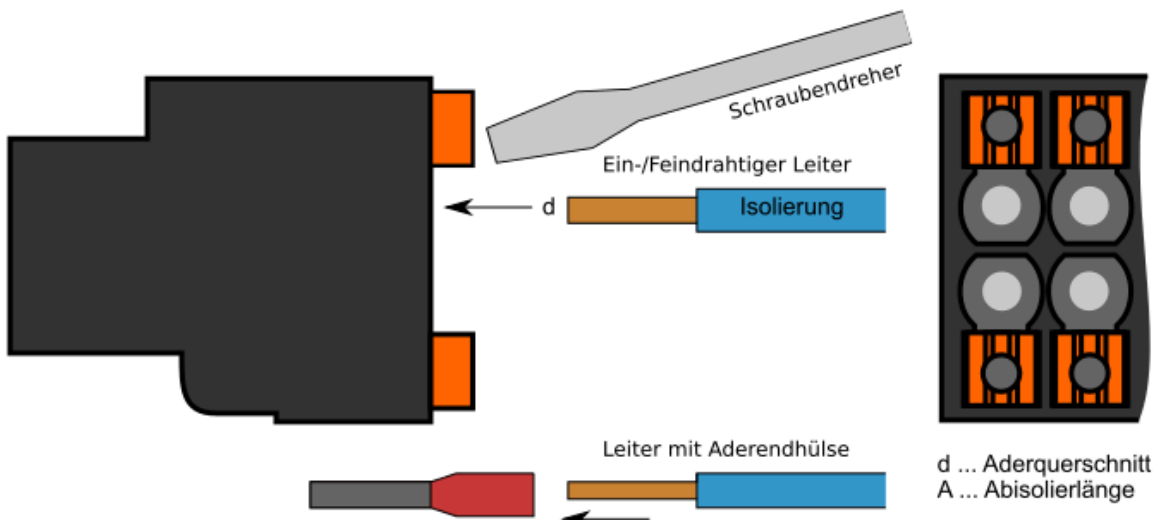 Schraubendreher
Ein-/Feindrahtiger Leiter
d
Isolierung
Leiter mit Aderendhülse
d ... Aderquerschnitt
A ... Abisolierlänge